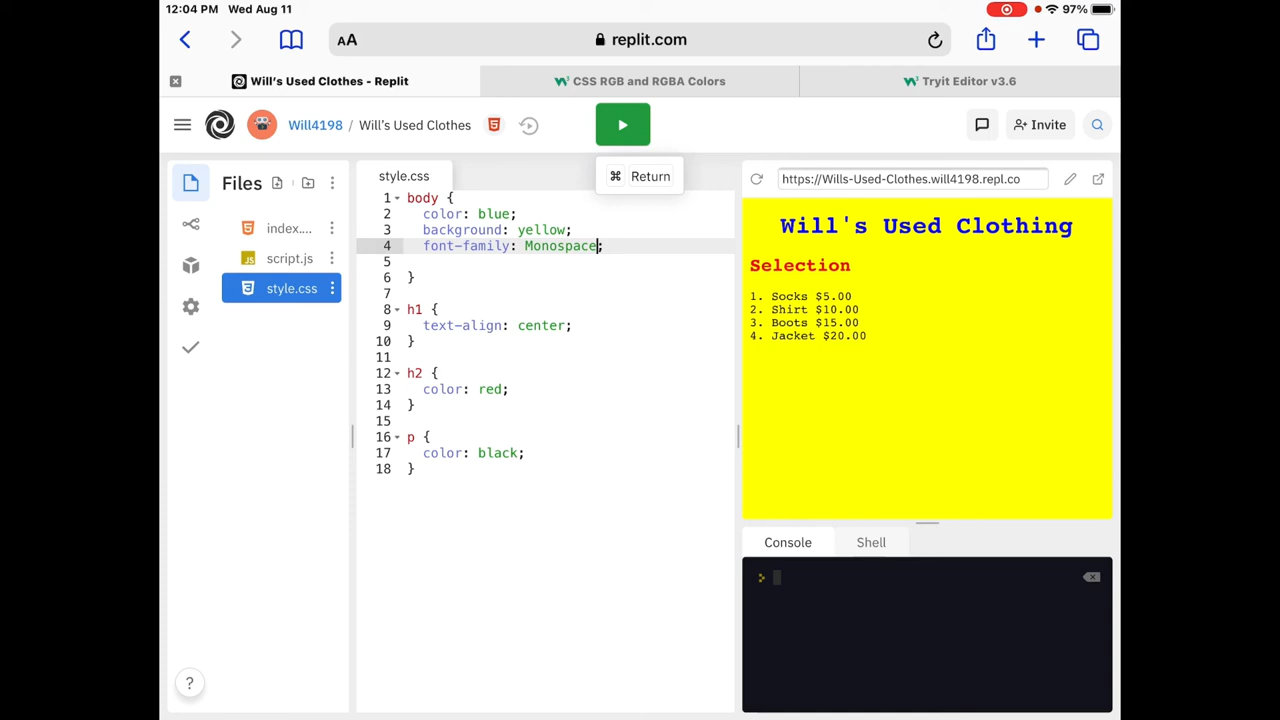 12:04 PM Wed Aug 11 97%
AA replit.com
Will's Used Clothes - Replit CSS RGB and RGBA Colors Tryit Editor v3.6
Will4198 / Will's Used Clothes Invite
⌘ Return
Files
index....
script.js
style.css
style.css
1 body {
2 color: blue;
3 background: yellow;
4 font-family: Monospace;
5
6 }
7
8 h1 {
9 text-align: center;
10 }
11
12 h2 {
13 color: red;
14 }
15
16 p {
17 color: black;
18 }
https://Wills-Used-Clothes.will4198.repl.co
Will's Used Clothing
Selection
1. Socks $5.00
2. Shirt $10.00
3. Boots $15.00
4. Jacket $20.00
Console Shell
>
?